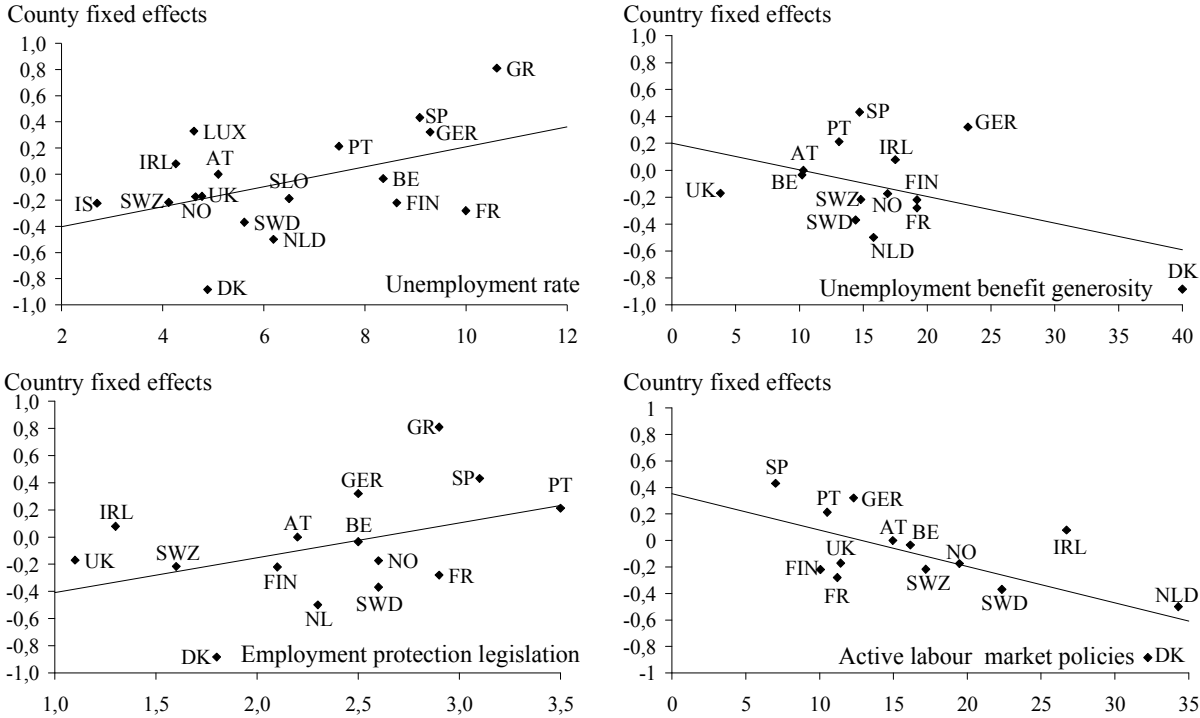 County fixed effects
1,0
0,8
0,6
0,4
0,2
0,0
-0,2
-0,4
-0,6
-0,8
-1,0
GR
SP
LUX
GER
PT
IRL
AT
SLO
BE
IS
SWZ
UK
NO
FIN
FR
SWD
NLD
DK
Unemployment rate
2 4 6 8 10 12
Country fixed effects
1,0
0,8
0,6
0,4
0,2
0,0
-0,2
-0,4
-0,6
-0,8
-1,0
SP
GER
PT
IRL
AT
BE
FIN
UK
SWZ
NO
FR
SWD
NLD
DK
Unemployment benefit generosity
0 5 10 15 20 25 30 35 40
Country fixed effects
1,0
0,8
0,6
0,4
0,2
0,0
-0,2
-0,4
-0,6
-0,8
-1,0
GR
GER
SP
PT
IRL
AT
BE
UK
SWZ
NO
FIN
FR
NL
SWD
DK
Employment protection legislation
1,0 1,5 2,0 2,5 3,0 3,5
Country fixed effects
1
0,8
0,6
0,4
0,2
0
-0,2
-0,4
-0,6
-0,8
-1
SP
PT
GER
AT
BE
IRL
UK
NO
FIN
FR
SWZ
SWD
NLD
Active labour market policies
DK
0 5 10 15 20 25 30 35